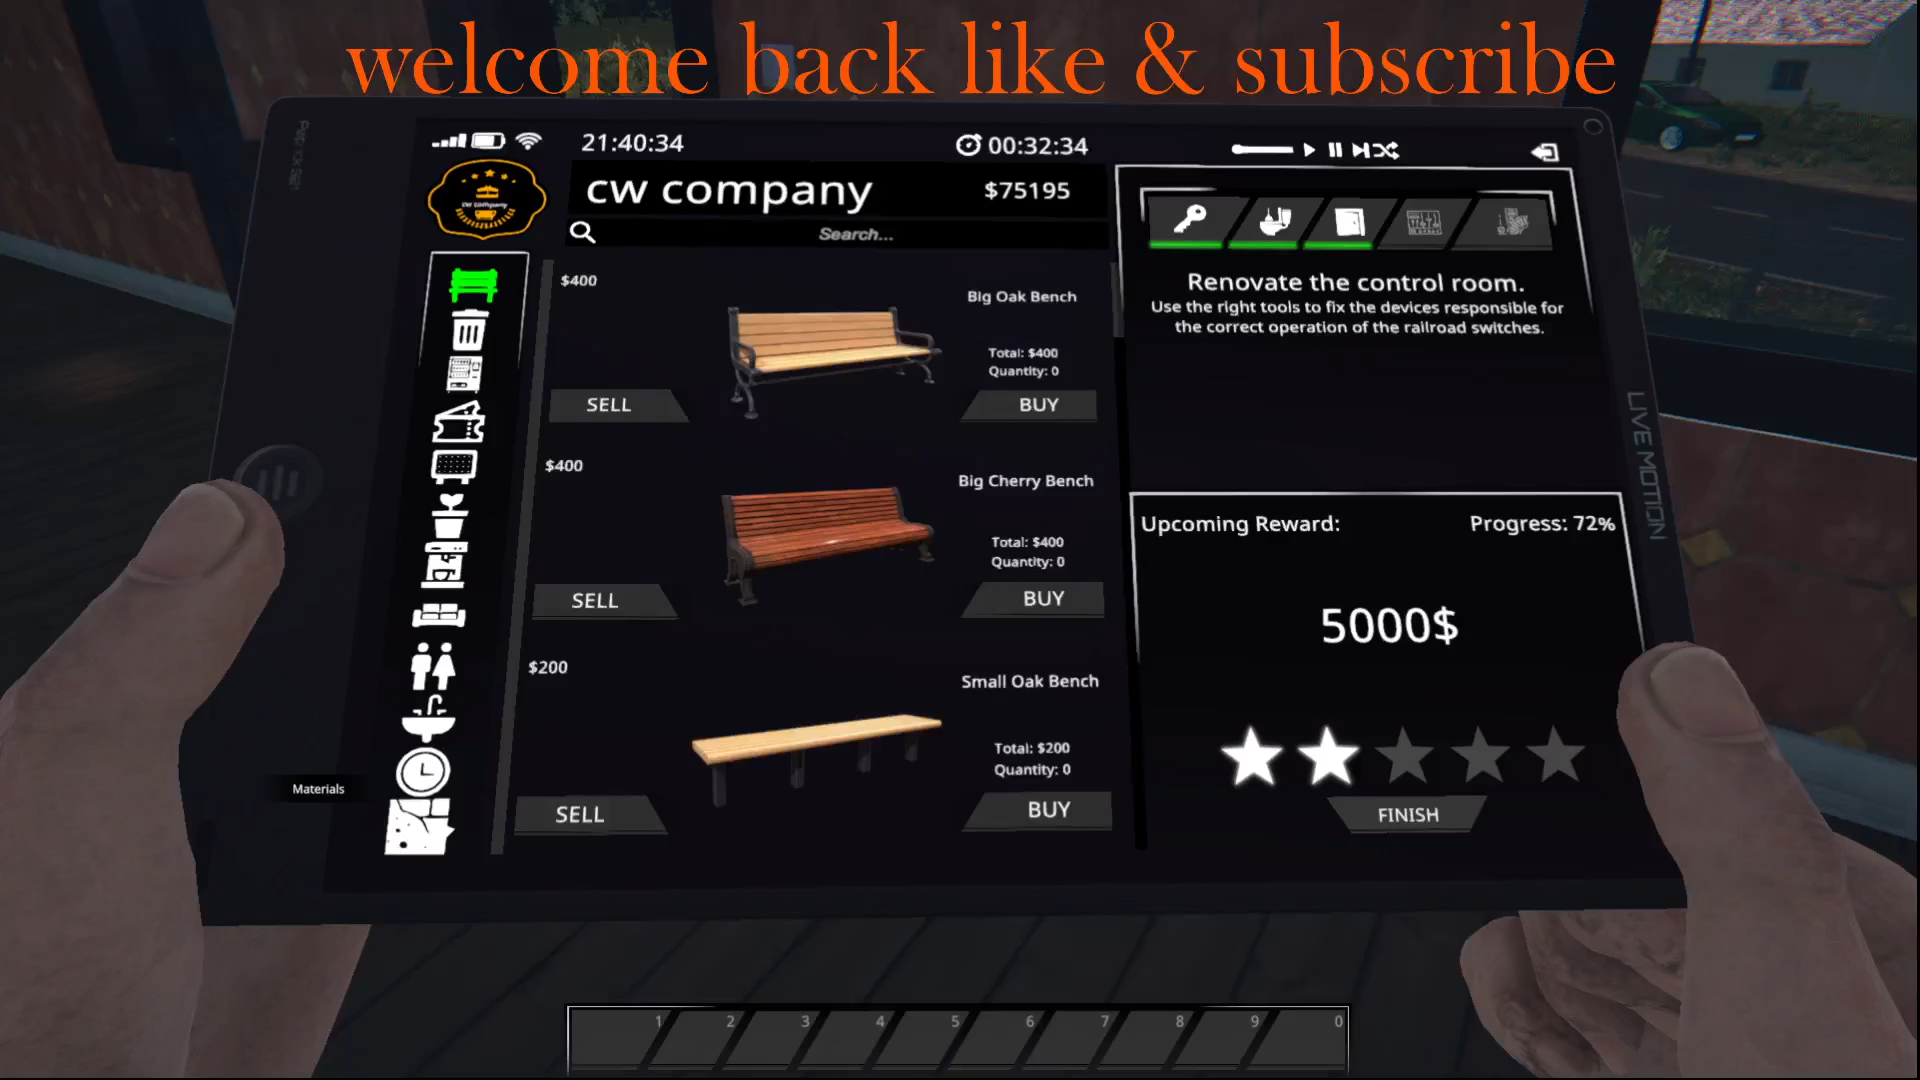 welcome back like & subscribe
21:40:34
00:32:34
cw company
cw company
$75195
Search...
$400
Big Oak Bench
Total: $400
Quantity: 0
SELL
BUY
$400
Big Cherry Bench
Total: $400
Quantity: 0
SELL
BUY
$200
Small Oak Bench
Total: $200
Quantity: 0
SELL
BUY
Materials
Renovate the control room.
Use the right tools to fix the devices responsible for
the correct operation of the railroad switches.
Upcoming Reward:
Progress: 72%
5000$
FINISH
LIVE MOTION
1 2 3 4 5 6 7 8 9 0